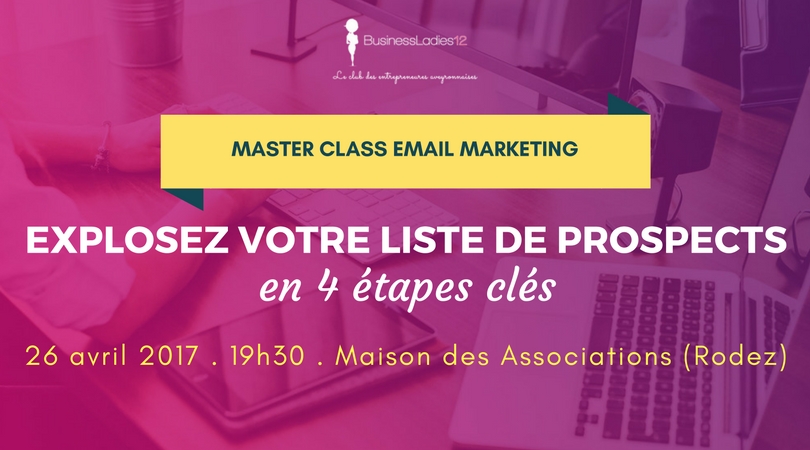 BusinessLadies12
Le club des entrepreneures aveyronnaises
MASTER CLASS EMAIL MARKETING
EXPLOSEZ VOTRE LISTE DE PROSPECTS
en 4 étapes clés
26 avril 2017 . 19h30 . Maison des Associations (Rodez)